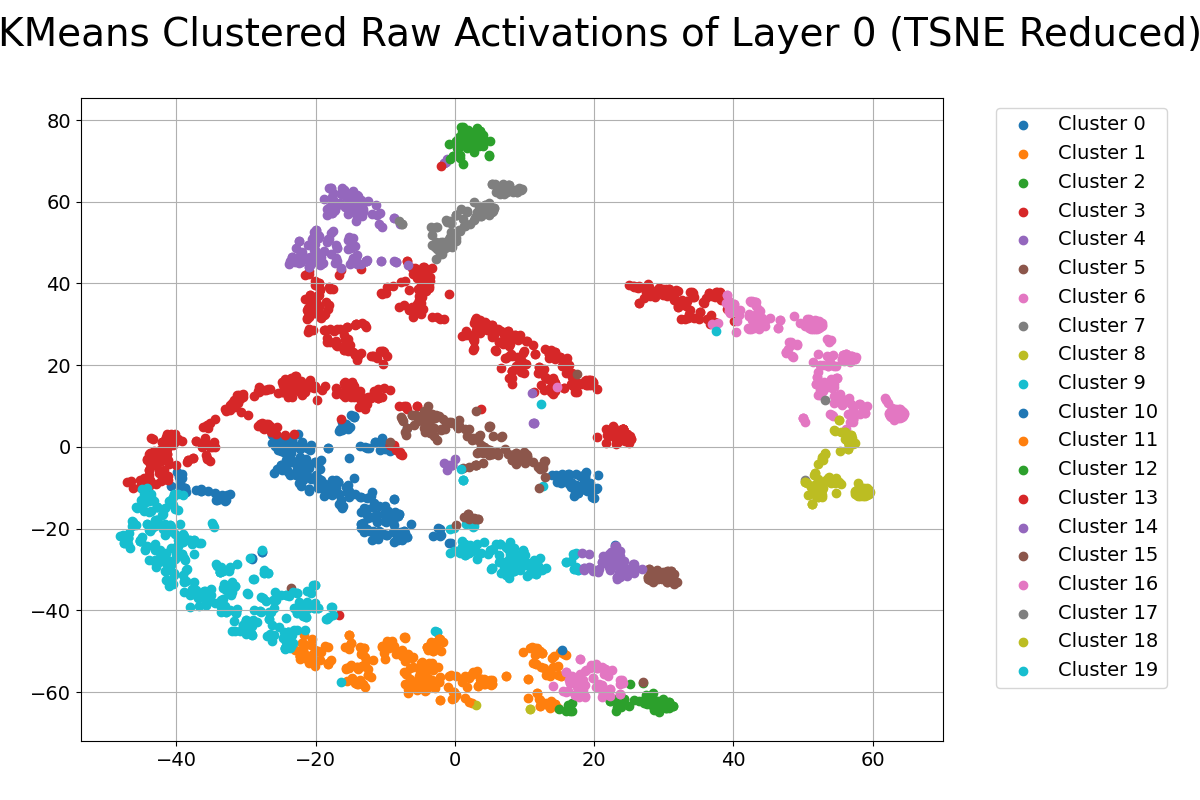 KMeans Clustered Raw Activations of Layer 0 (TSNE Reduced)
80
60
40
20
0
−20
−40
−60
−40 −20 0 20 40 60
Cluster 0
Cluster 1
Cluster 2
Cluster 3
Cluster 4
Cluster 5
Cluster 6
Cluster 7
Cluster 8
Cluster 9
Cluster 10
Cluster 11
Cluster 12
Cluster 13
Cluster 14
Cluster 15
Cluster 16
Cluster 17
Cluster 18
Cluster 19